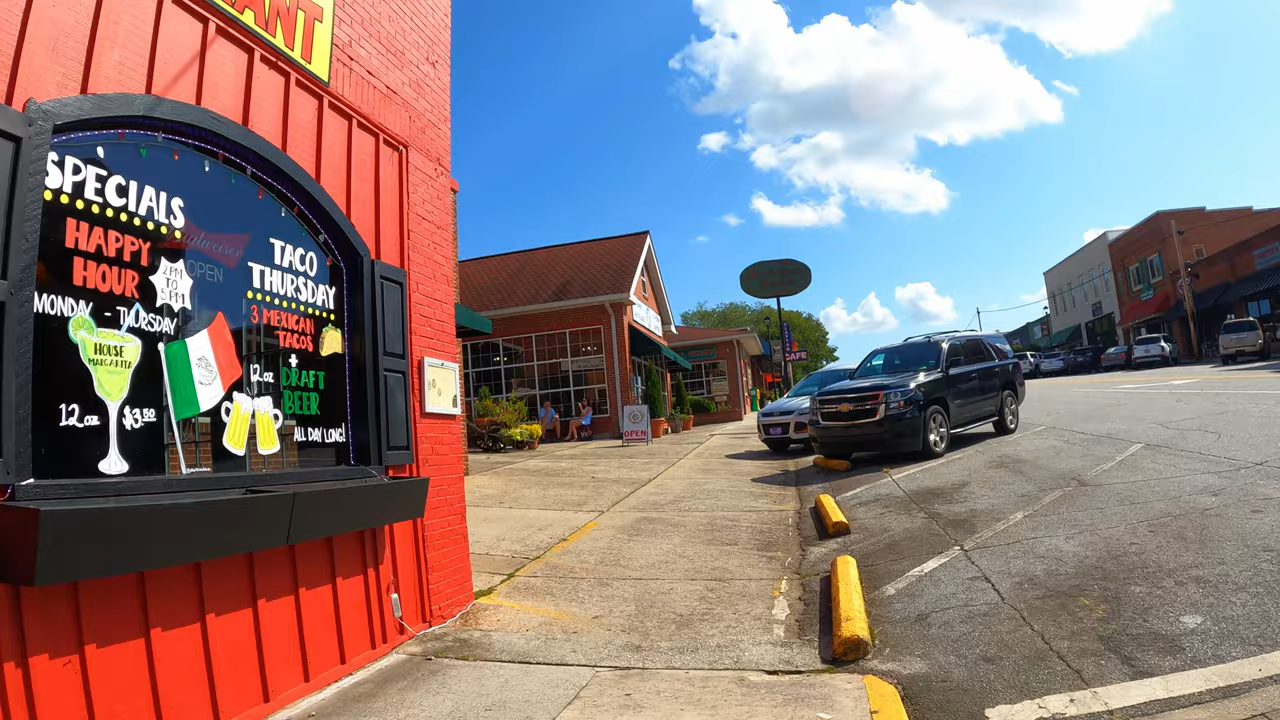 ANT
SPECIALS
HAPPY
HOUR
2PM
TO
5PM
MONDAY - THURSDAY
HOUSE
MARGARITA
12oz
$3.50
Budweiser
OPEN
TACO
THURSDAY
3 MEXICAN
TACOS
+
12oz
DRAFT
BEER
ALL DAY LONG!
OPEN
CAFE